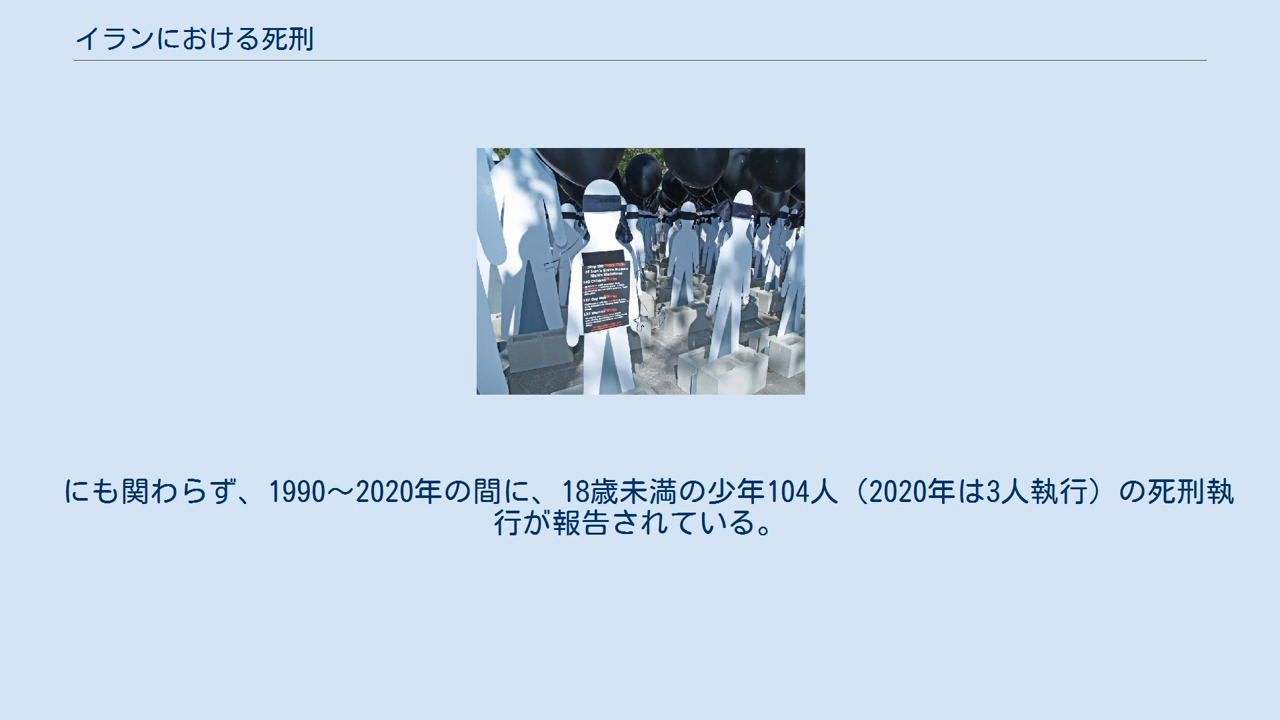 イランにおける死刑
にも関わらず、1990～2020年の間に、18歳未満の少年104人（2020年は3人執行）の死刑執
行が報告されている。